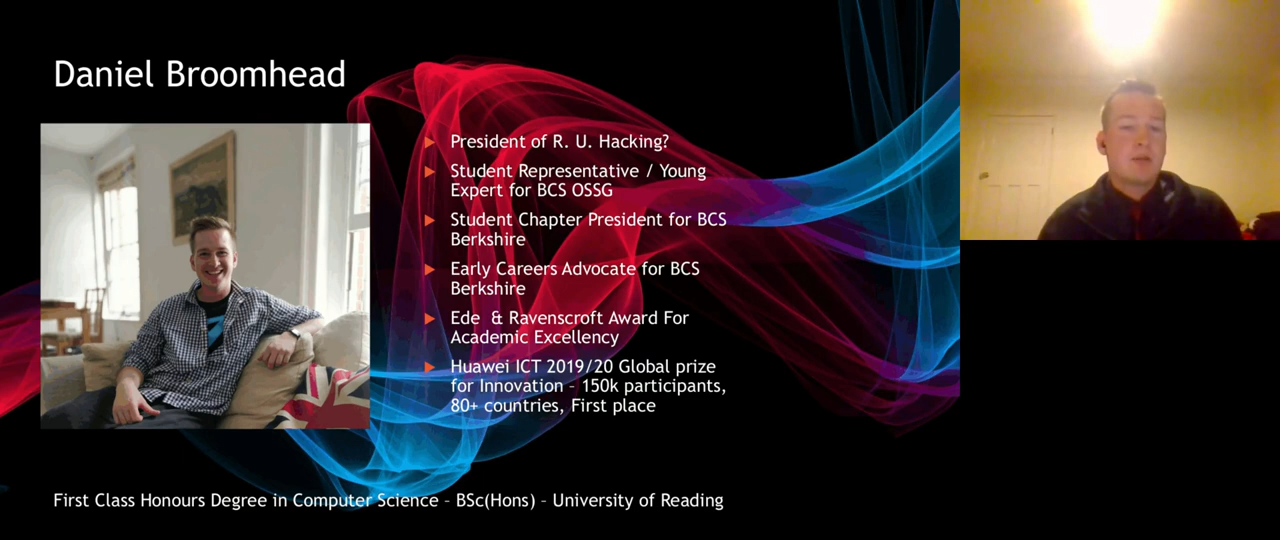 Daniel Broomhead
President of R. U. Hacking?
Student Representative / Young
Expert for BCS OSSG
Student Chapter President for BCS
Berkshire
Early Careers Advocate for BCS
Berkshire
Ede & Ravenscroft Award For
Academic Excellency
Huawei ICT 2019/20 Global prize
for Innovation – 150k participants,
80+ countries, First place
First Class Honours Degree in Computer Science – BSc(Hons) – University of Reading